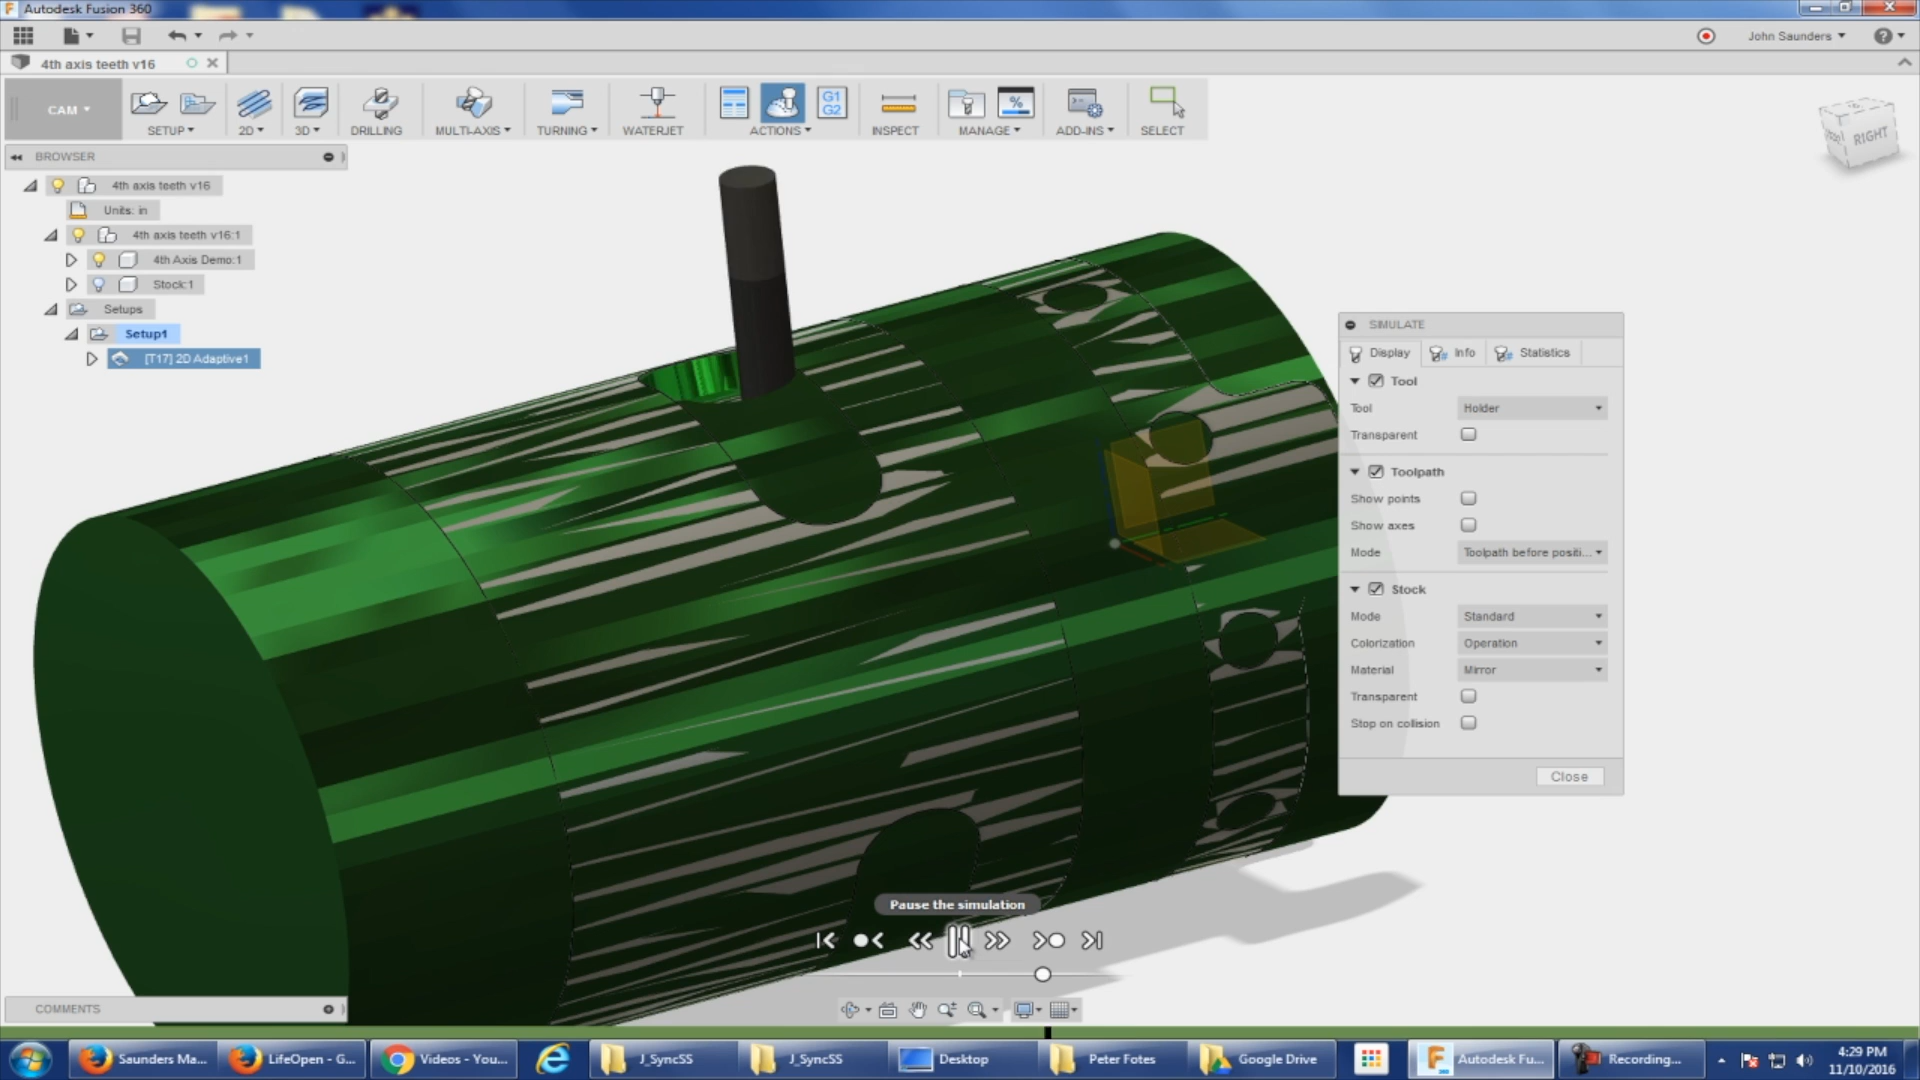 Autodesk Fusion 360
John Saunders
4th axis teeth v16
CAM
SETUP
2D
3D
DRILLING
MULTI-AXIS
TURNING
WATERJET
G1
G2
ACTIONS
INSPECT
%
MANAGE
ADD-INS
SELECT
RIGHT
BROWSER
4th axis teeth v16
Units: in
4th axis teeth v16:1
4th Axis Demo:1
Stock:1
Setups
Setup1
[T17] 2D Adaptive1
SIMULATE
Display
Info
Statistics
Tool
Tool
Holder
Transparent
Toolpath
Show points
Show axes
Mode
Toolpath before positi...
Stock
Mode
Standard
Colorization
Operation
Material
Mirror
Transparent
Stop on collision
Close
Pause the simulation
COMMENTS
Saunders Ma...
LifeOpen - G...
Videos - You...
J_SyncSS
J_SyncSS
Desktop
Peter Fotes
Google Drive
Autodesk Fu...
Recording...
4:29 PM
11/10/2016